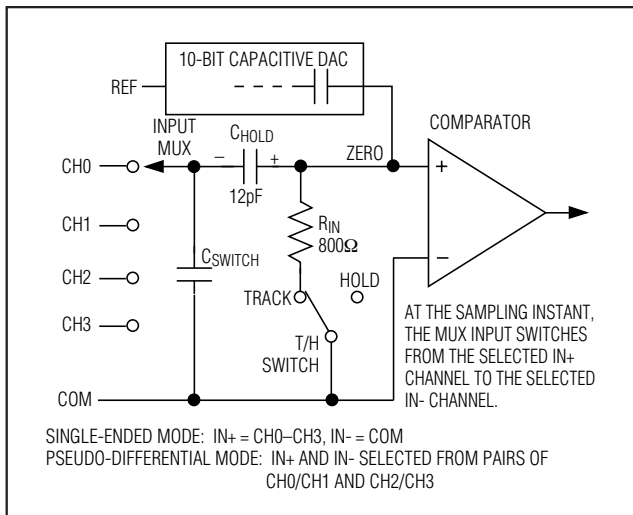 10-BIT CAPACITIVE DAC
REF
COMPARATOR
INPUT
MUX
CHOLD
ZERO
CH0
– +
12pF
+
CH1
RIN
800Ω
CSWITCH
–
CH2
HOLD
TRACK
CH3
T/H
SWITCH
AT THE SAMPLING INSTANT,
THE MUX INPUT SWITCHES
FROM THE SELECTED IN+
CHANNEL TO THE SELECTED
IN- CHANNEL.
COM
SINGLE-ENDED MODE: IN+ = CH0–CH3, IN- = COM
PSEUDO-DIFFERENTIAL MODE: IN+ AND IN- SELECTED FROM PAIRS OF
CH0/CH1 AND CH2/CH3